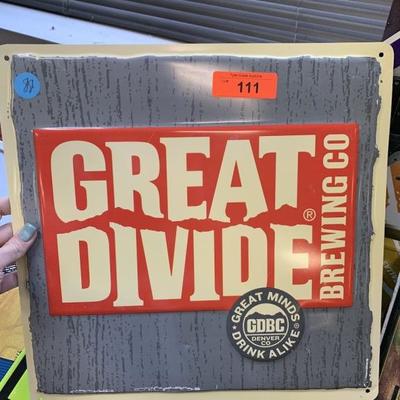 111
GREAT
DIVIDE®
BREWING CO
GREAT MINDS
GDBC
DENVER
CO
DRINK ALIKE®